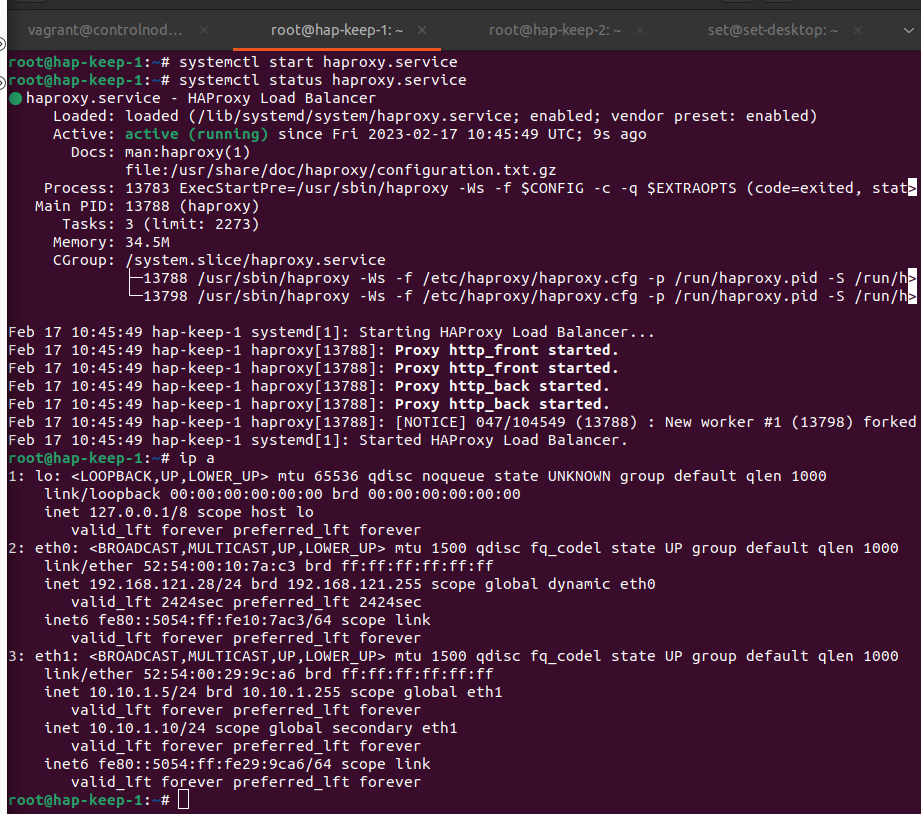 vagrant@controlnod... × root@hap-keep-1: ~ × root@hap-keep-2: ~ × set@set-desktop: ~ ×
root@hap-keep-1:~# systemctl start haproxy.service
root@hap-keep-1:~# systemctl status haproxy.service
● haproxy.service - HAProxy Load Balancer
     Loaded: loaded (/lib/systemd/system/haproxy.service; enabled; vendor preset: enabled)
     Active: active (running) since Fri 2023-02-17 10:45:49 UTC; 9s ago
       Docs: man:haproxy(1)
             file:/usr/share/doc/haproxy/configuration.txt.gz
    Process: 13783 ExecStartPre=/usr/sbin/haproxy -Ws -f $CONFIG -c -q $EXTRAOPTS (code=exited, stat>
   Main PID: 13788 (haproxy)
      Tasks: 3 (limit: 2273)
     Memory: 34.5M
     CGroup: /system.slice/haproxy.service
             ├─13788 /usr/sbin/haproxy -Ws -f /etc/haproxy/haproxy.cfg -p /run/haproxy.pid -S /run/h>
             └─13798 /usr/sbin/haproxy -Ws -f /etc/haproxy/haproxy.cfg -p /run/haproxy.pid -S /run/h>
Feb 17 10:45:49 hap-keep-1 systemd[1]: Starting HAProxy Load Balancer...
Feb 17 10:45:49 hap-keep-1 haproxy[13788]: Proxy http_front started.
Feb 17 10:45:49 hap-keep-1 haproxy[13788]: Proxy http_front started.
Feb 17 10:45:49 hap-keep-1 haproxy[13788]: Proxy http_back started.
Feb 17 10:45:49 hap-keep-1 haproxy[13788]: Proxy http_back started.
Feb 17 10:45:49 hap-keep-1 haproxy[13788]: [NOTICE] 047/104549 (13788) : New worker #1 (13798) forked
Feb 17 10:45:49 hap-keep-1 systemd[1]: Started HAProxy Load Balancer.
root@hap-keep-1:~# ip a
1: lo: <LOOPBACK,UP,LOWER_UP> mtu 65536 qdisc noqueue state UNKNOWN group default qlen 1000
    link/loopback 00:00:00:00:00:00 brd 00:00:00:00:00:00
    inet 127.0.0.1/8 scope host lo
       valid_lft forever preferred_lft forever
2: eth0: <BROADCAST,MULTICAST,UP,LOWER_UP> mtu 1500 qdisc fq_codel state UP group default qlen 1000
    link/ether 52:54:00:10:7a:c3 brd ff:ff:ff:ff:ff:ff
    inet 192.168.121.28/24 brd 192.168.121.255 scope global dynamic eth0
       valid_lft 2424sec preferred_lft 2424sec
    inet6 fe80::5054:ff:fe10:7ac3/64 scope link
       valid_lft forever preferred_lft forever
3: eth1: <BROADCAST,MULTICAST,UP,LOWER_UP> mtu 1500 qdisc fq_codel state UP group default qlen 1000
    link/ether 52:54:00:29:9c:a6 brd ff:ff:ff:ff:ff:ff
    inet 10.10.1.5/24 brd 10.10.1.255 scope global eth1
       valid_lft forever preferred_lft forever
    inet 10.10.1.10/24 scope global secondary eth1
       valid_lft forever preferred_lft forever
    inet6 fe80::5054:ff:fe29:9ca6/64 scope link
       valid_lft forever preferred_lft forever
root@hap-keep-1:~#